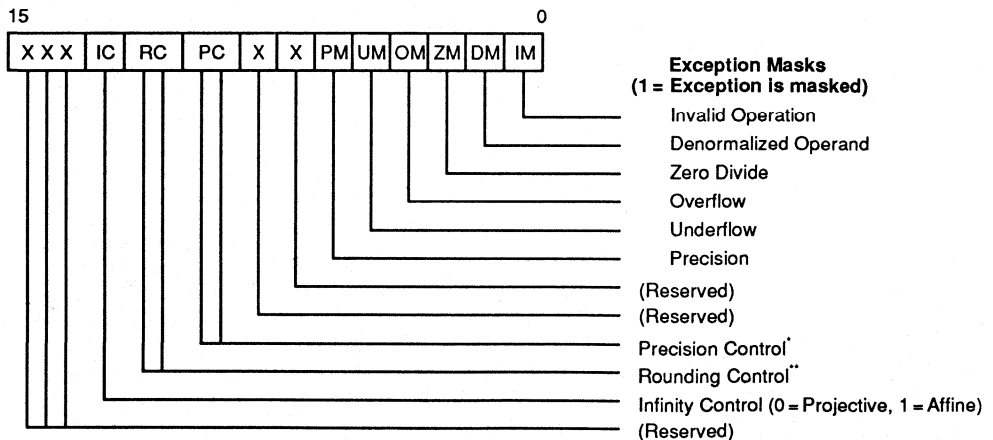 15 0
X X X IC RC PC X X PM UM OM ZM DM IM
Exception Masks
(1 = Exception is masked)
Invalid Operation
Denormalized Operand
Zero Divide
Overflow
Underflow
Precision
(Reserved)
(Reserved)
Precision Control*
Rounding Control**
Infinity Control (0 = Projective, 1 = Affine)
(Reserved)